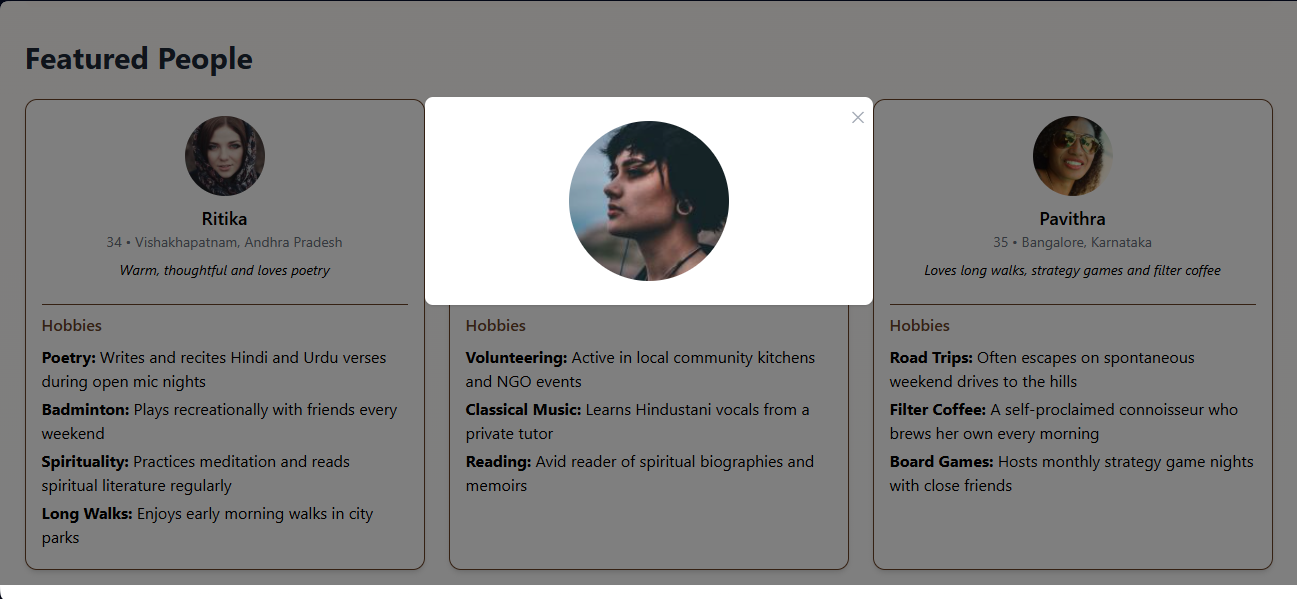 Featured People
Ritika
34 • Vishakhapatnam, Andhra Pradesh
Warm, thoughtful and loves poetry
Hobbies
Poetry: Writes and recites Hindi and Urdu verses
during open mic nights
Badminton: Plays recreationally with friends every
weekend
Spirituality: Practices meditation and reads
spiritual literature regularly
Long Walks: Enjoys early morning walks in city
parks
Hobbies
Volunteering: Active in local community kitchens
and NGO events
Classical Music: Learns Hindustani vocals from a
private tutor
Reading: Avid reader of spiritual biographies and
memoirs
Pavithra
35 • Bangalore, Karnataka
Loves long walks, strategy games and filter coffee
Hobbies
Road Trips: Often escapes on spontaneous
weekend drives to the hills
Filter Coffee: A self-proclaimed connoisseur who
brews her own every morning
Board Games: Hosts monthly strategy game nights
with close friends